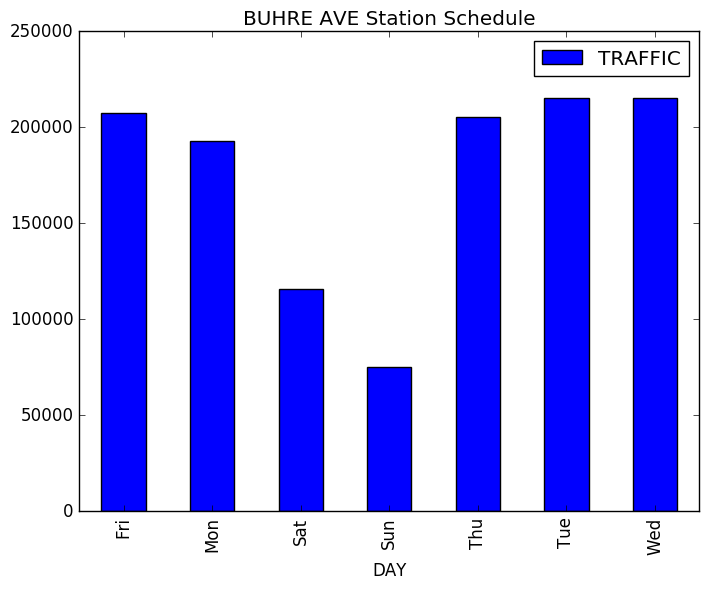 BUHRE AVE Station Schedule
250000
200000
150000
100000
50000
0
TRAFFIC
Fri
Mon
Sat
Sun
Thu
Tue
Wed
DAY